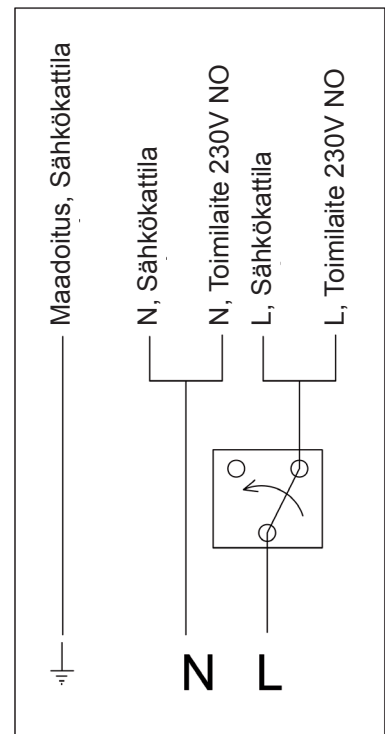 Maadoitus, Sähkökattila
N, Sähkökattila
N, Toimilaite 230V NO
L, Sähkökattila
L, Toimilaite 230V NO
N
L